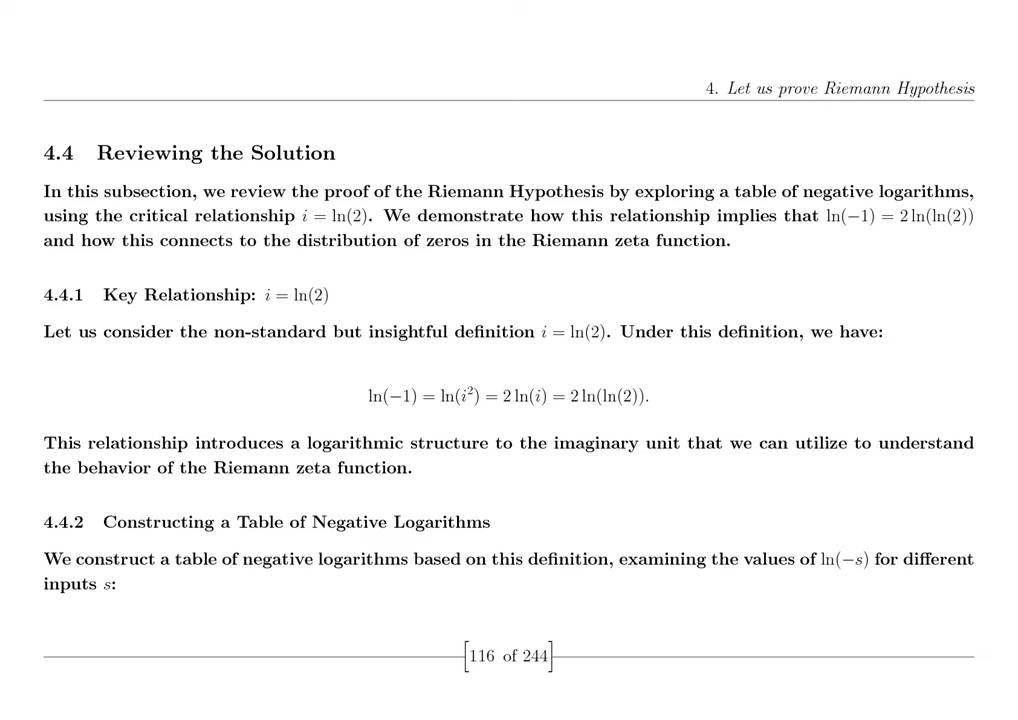 4. Let us prove Riemann Hypothesis
4.4 Reviewing the Solution
In this subsection, we review the proof of the Riemann Hypothesis by exploring a table of negative logarithms,
using the critical relationship i = ln(2). We demonstrate how this relationship implies that ln(−1) = 2 ln(ln(2))
and how this connects to the distribution of zeros in the Riemann zeta function.
4.4.1 Key Relationship: i = ln(2)
Let us consider the non-standard but insightful definition i = ln(2). Under this definition, we have:
ln(−1) = ln(i²) = 2 ln(i) = 2 ln(ln(2)).
This relationship introduces a logarithmic structure to the imaginary unit that we can utilize to understand
the behavior of the Riemann zeta function.
4.4.2 Constructing a Table of Negative Logarithms
We construct a table of negative logarithms based on this definition, examining the values of ln(−s) for different
inputs s:
[116 of 244]